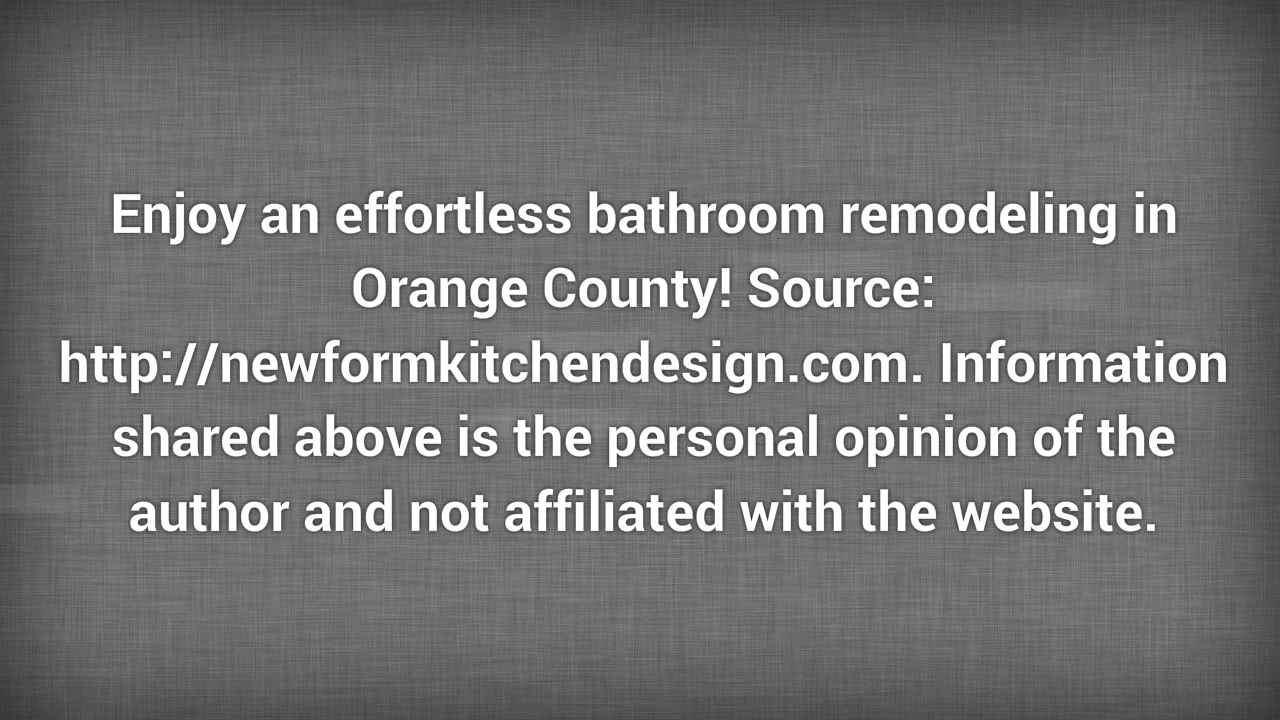 Enjoy an effortless bathroom remodeling in
Orange County! Source:
http://newformkitchendesign.com. Information
shared above is the personal opinion of the
author and not affiliated with the website.